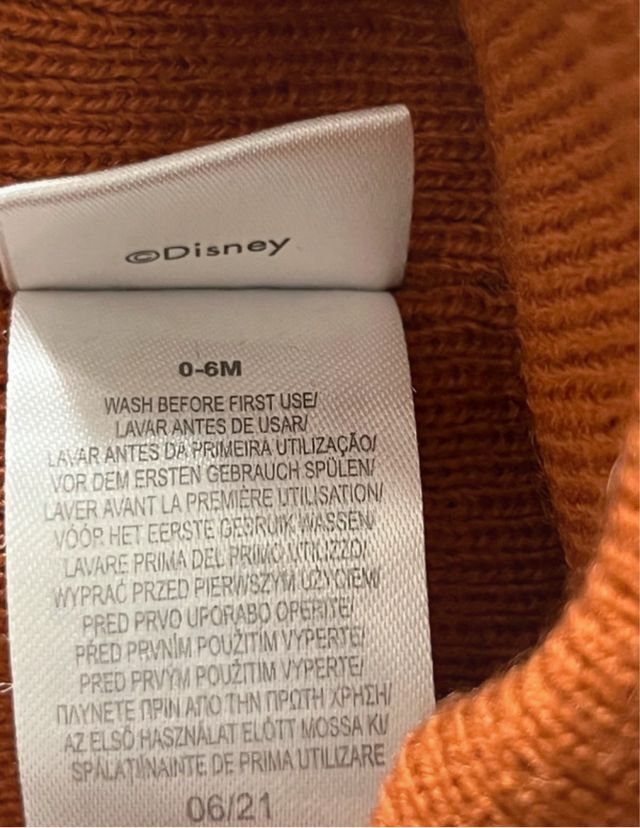 ©Disney
0-6M
WASH BEFORE FIRST USE/
LAVAR ANTES DE USAR/
LAVAR ANTES DA PRIMEIRA UTILIZAÇÃO/
VOR DEM ERSTEN GEBRAUCH SPÜLEN/
LAVER AVANT LA PREMIÈRE UTILISATION/
VÓÓR HET EERSTE GEBRUIK WASSEN/
LAVARE PRIMA DEL PRIMO UTILIZZO/
WYPRAĆ PRZED PIERWSZYM UŻYCIEM/
PRED PRVO UPORABO OPERITE/
PŘED PRVNÍM POUŽITÍM VYPERTE/
PRED PRVÝM POUŽITÍM VYPERTE/
ΠΛΥΝΕΤΕ ΠΡΙΝ ΑΠΟ ΤΗΝ ΠΡΩΤΗ ΧΡΗΣΗ/
AZ ELSŐ HASZNÁLAT ELŐTT MOSSA KI/
SPĂLAȚI ÎNAINTE DE PRIMA UTILIZARE
06/21